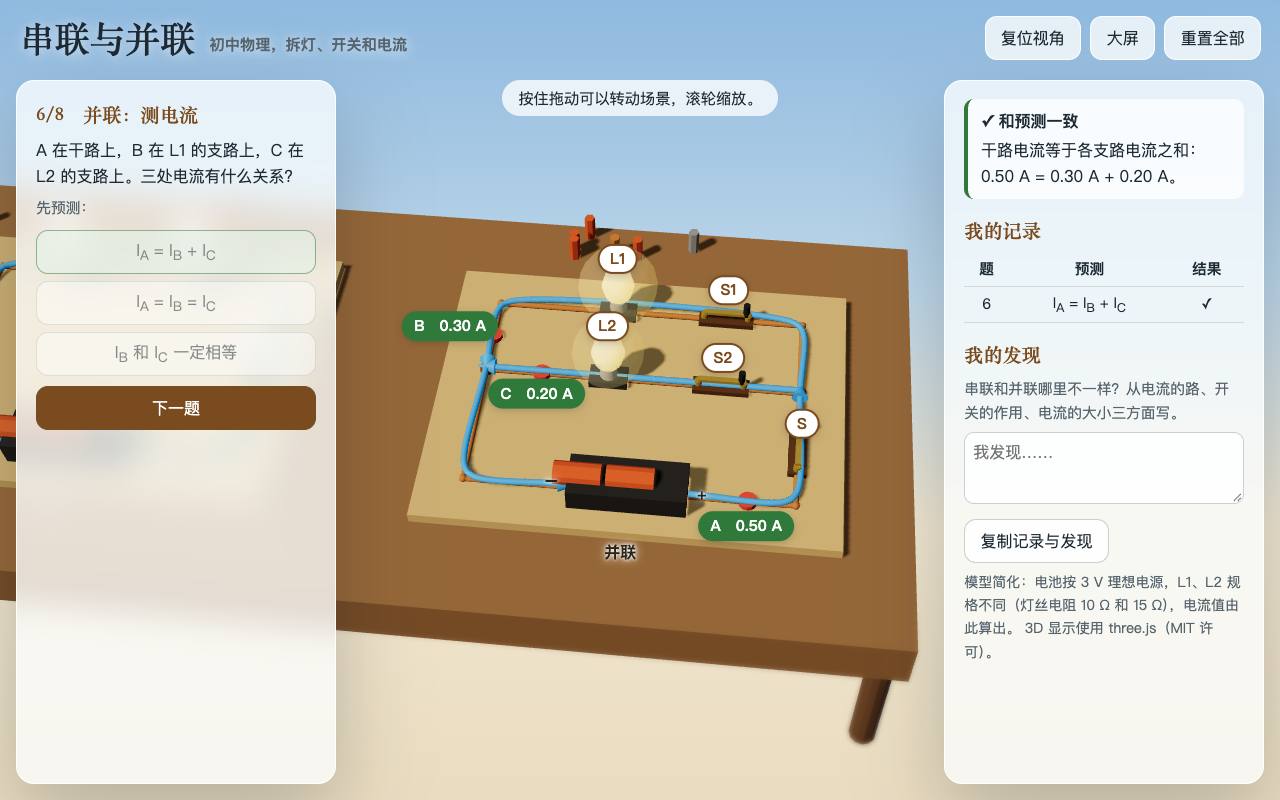 串联与并联
初中物理，拆灯、开关和电流
复位视角
大屏
重置全部
6/8 并联：测电流
A 在干路上，B 在 L1 的支路上，C 在
L2 的支路上。三处电流有什么关系？
先预测：
I_A = I_B + I_C
I_A = I_B = I_C
I_B 和 I_C 一定相等
下一题
按住拖动可以转动场景，滚轮缩放。
L1
S1
B 0.30 A
L2
S2
C 0.20 A
S
−
+
A 0.50 A
并联
✓ 和预测一致
干路电流等于各支路电流之和：
0.50 A = 0.30 A + 0.20 A。
我的记录
题 预测 结果
6 I_A = I_B + I_C ✓
我的发现
串联和并联哪里不一样？从电流的路、开
关的作用、电流的大小三方面写。
我发现……
复制记录与发现
模型简化：电池按 3 V 理想电源，L1、L2 规
格不同（灯丝电阻 10 Ω 和 15 Ω），电流值由
此算出。 3D 显示使用 three.js（MIT 许
可）。